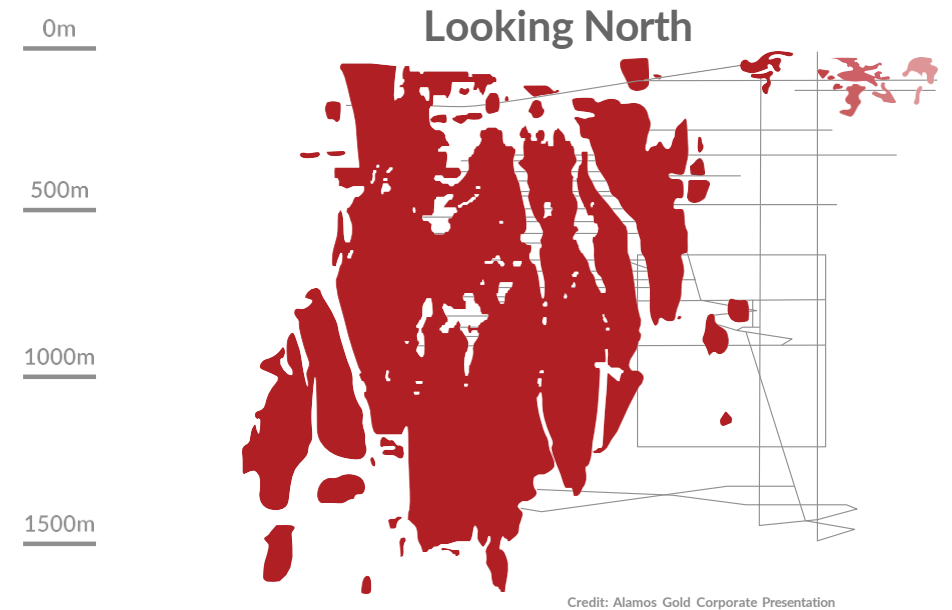 Looking North
0m
500m
1000m
1500m
Credit: Alamos Gold Corporate Presentation